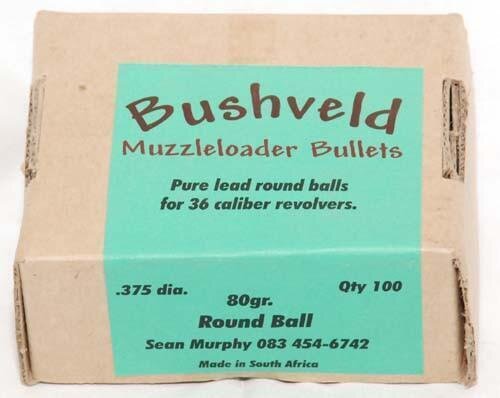 Bushveld
Muzzleloader Bullets
Pure lead round balls
for 36 caliber revolvers.
.375 dia.
Qty 100
80gr.
Round Ball
Sean Murphy 083 454-6742
Made in South Africa